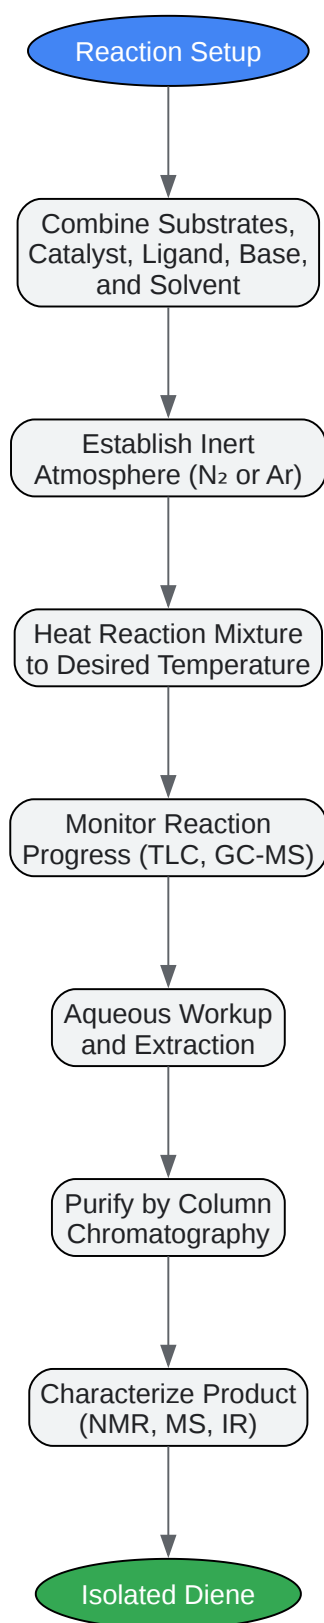 Reaction Setup
Combine Substrates,
Catalyst, Ligand, Base,
and Solvent
Establish Inert
Atmosphere (N₂ or Ar)
Heat Reaction Mixture
to Desired Temperature
Monitor Reaction
Progress (TLC, GC-MS)
Aqueous Workup
and Extraction
Purify by Column
Chromatography
Characterize Product
(NMR, MS, IR)
Isolated Diene